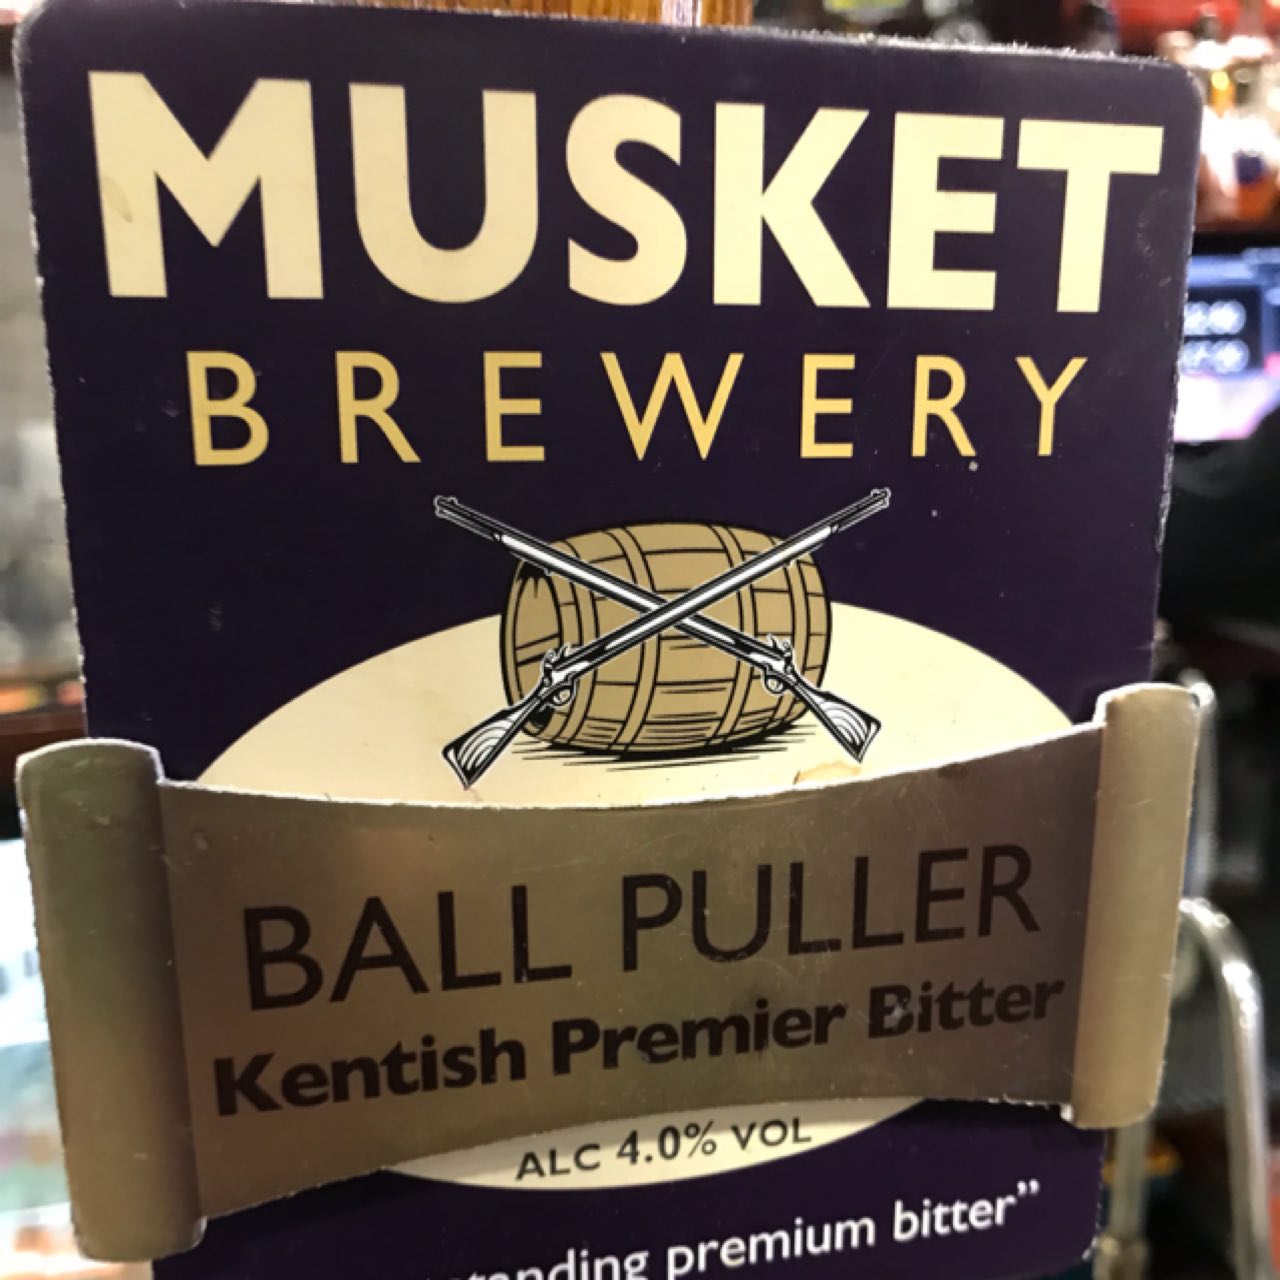 MUSKET
BREWERY
BALL PULLER
Kentish Premier Bitter
ALC 4.0% VOL
premium bitter”